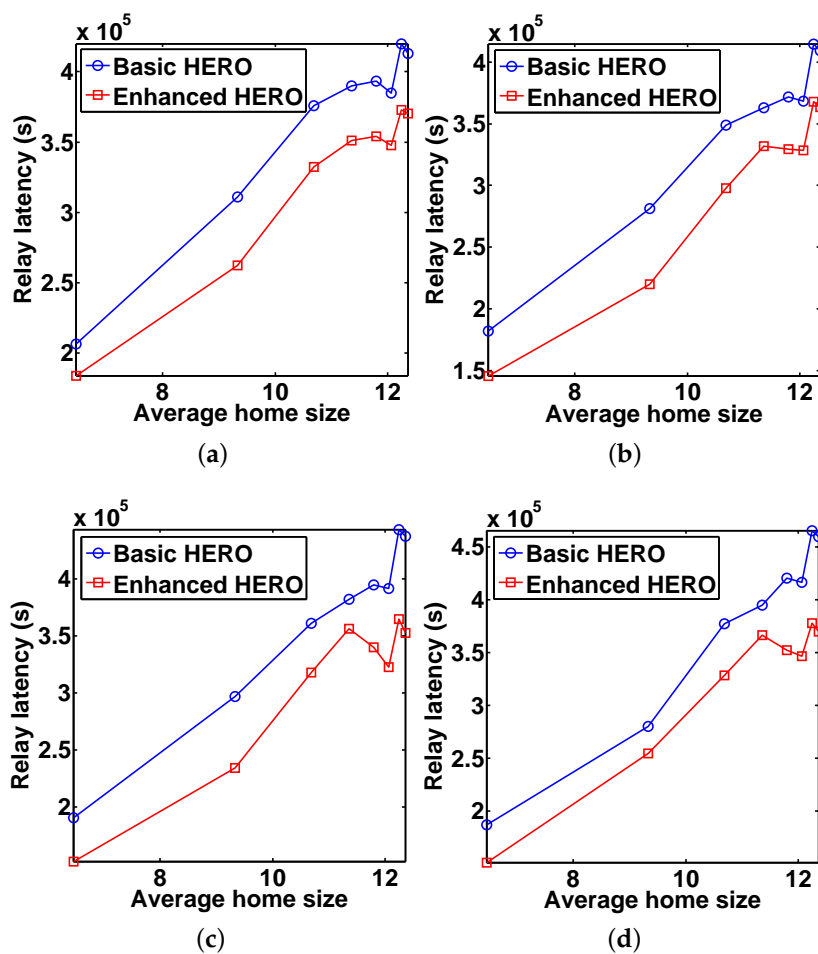 x 10^5
Basic HERO
Enhanced HERO
Relay latency (s)
4
3.5
3
2.5
2
8
10
12
Average home size
(a)
x 10^5
Basic HERO
Enhanced HERO
Relay latency (s)
4
3.5
3
2.5
2
1.5
8
10
12
Average home size
(b)
x 10^5
Basic HERO
Enhanced HERO
Relay latency (s)
4
3.5
3
2.5
2
8
10
12
Average home size
(c)
x 10^5
Basic HERO
Enhanced HERO
Relay latency (s)
4.5
4
3.5
3
2.5
2
8
10
12
Average home size
(d)